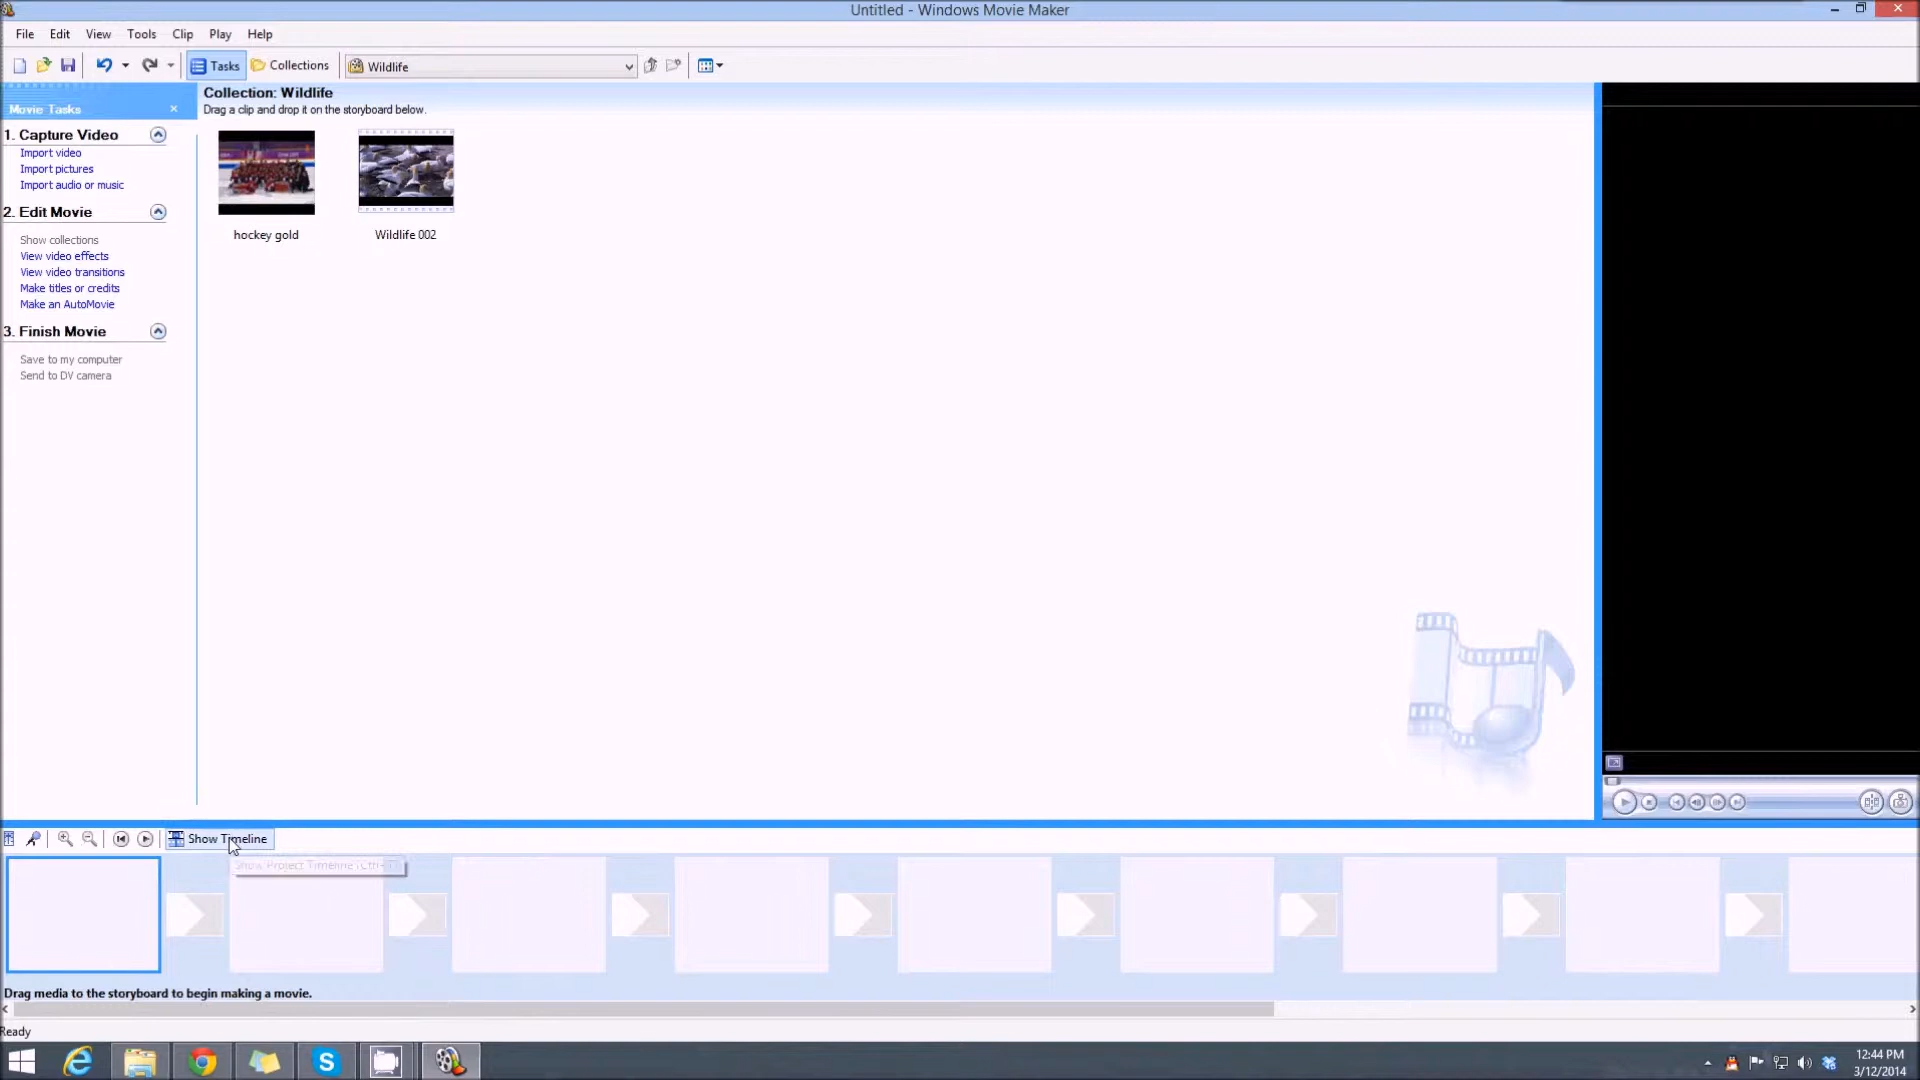 Untitled - Windows Movie Maker
File Edit View Tools Clip Play Help
Tasks Collections Wildlife
Movie Tasks
Collection: Wildlife
Drag a clip and drop it on the storyboard below.
1. Capture Video
Import video
Import pictures
Import audio or music
2. Edit Movie
Show collections
View video effects
View video transitions
Make titles or credits
Make an AutoMovie
3. Finish Movie
Save to my computer
Send to DV camera
hockey gold
Wildlife 002
Show Timeline
Show Project Timeline (Ctrl+T)
Drag media to the storyboard to begin making a movie.
Ready
12:44 PM
3/12/2014